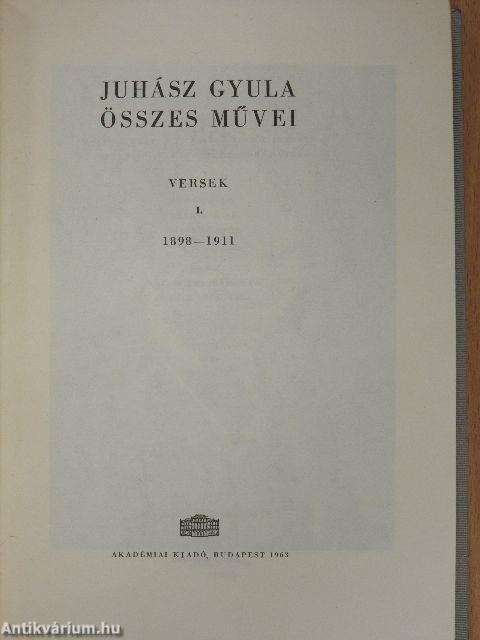 JUHÁSZ GYULA
ÖSSZES MŰVEI
VERSEK
I.
1898—1911
AKADÉMIAI KIADÓ, BUDAPEST 1963
Antikvárium.hu